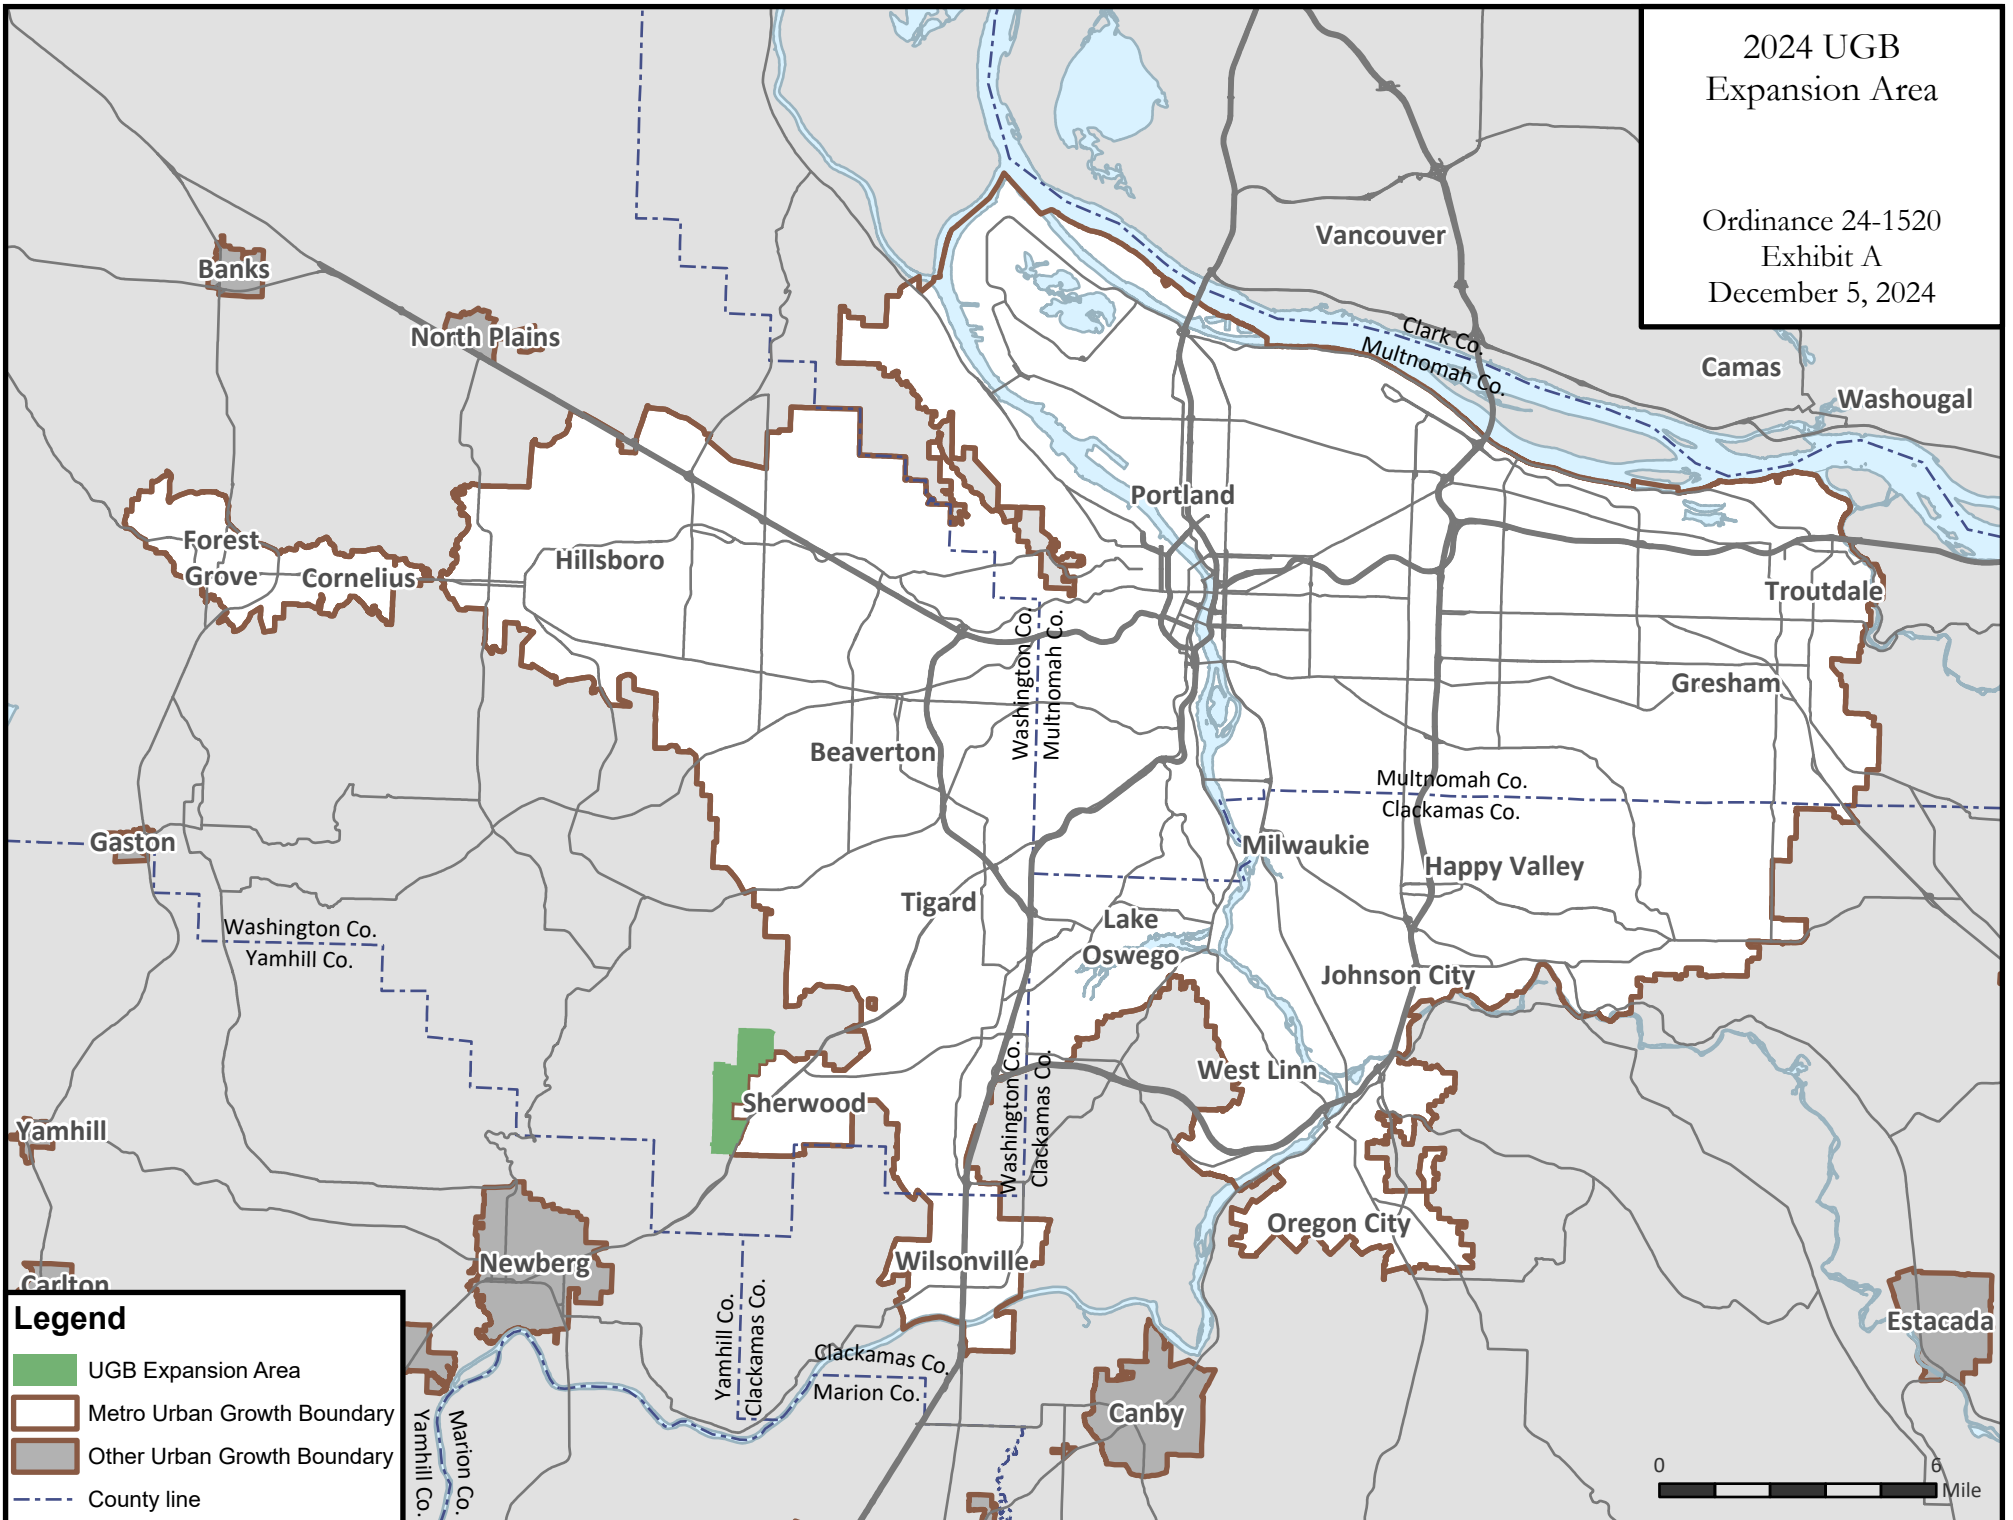 2024 UGB
Expansion Area
Ordinance 24-1520
Exhibit A
December 5, 2024
Vancouver
Banks
North Plains
Clark Co.
Multnomah Co.
Camas
Washougal
Portland
Forest
Grove
Cornelius
Hillsboro
Troutdale
Washington Co.
Multnomah Co.
Gresham
Beaverton
Multnomah Co.
Clackamas Co.
Gaston
Milwaukie
Happy Valley
Tigard
Lake
Oswego
Washington Co.
Yamhill Co.
Johnson City
West Linn
Washington Co.
Clackamas Co.
Sherwood
Yamhill
Oregon City
Newberg
Wilsonville
Carlton
Yamhill Co.
Clackamas Co.
Clackamas Co.
Marion Co.
Estacada
Canby
Legend
UGB Expansion Area
Metro Urban Growth Boundary
Other Urban Growth Boundary
County line
Yamhill Co.
Marion Co.
0
6
Mile